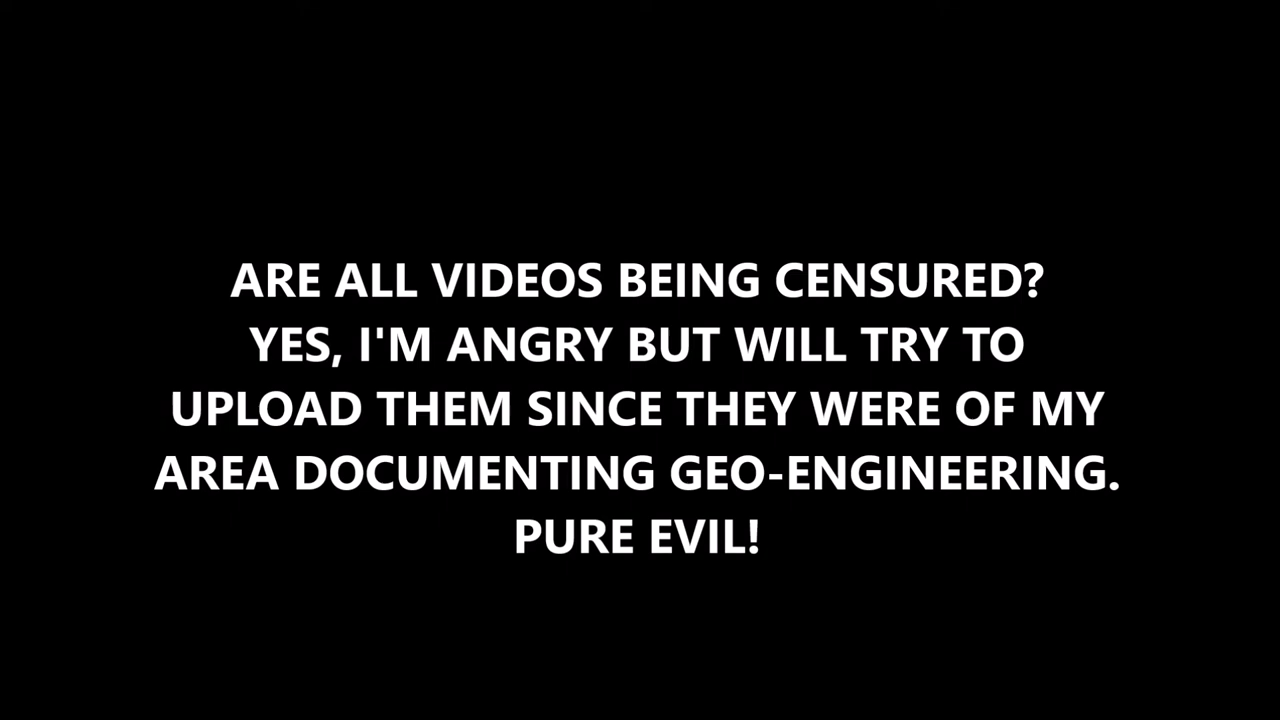 ARE ALL VIDEOS BEING CENSURED?
YES, I'M ANGRY BUT WILL TRY TO
UPLOAD THEM SINCE THEY WERE OF MY
AREA DOCUMENTING GEO-ENGINEERING.
PURE EVIL!